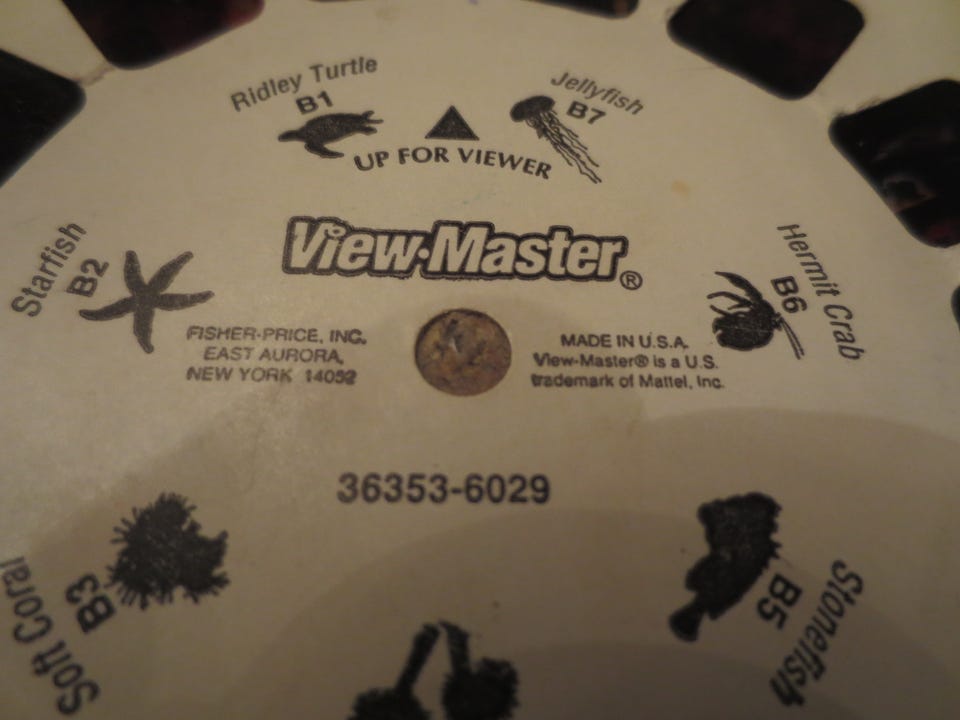 Ridley Turtle
B1
Jellyfish
B7
UP FOR VIEWER
Starfish
B2
View-Master®
Hermit Crab
B6
FISHER-PRICE, INC.
EAST AURORA,
NEW YORK 14052
MADE IN U.S.A.
View-Master® is a U.S.
trademark of Mattel, Inc.
36353-6029
Soft Coral
B3
Stonefish
B5